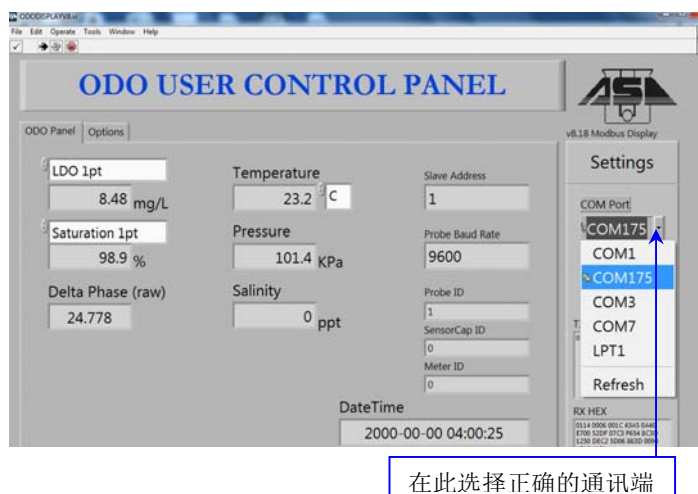 ODODISPLAYV8.vi
File Edit Operate Tools Window Help
ODO USER CONTROL PANEL
ASI
v8.18 Modbus Display
ODO Panel Options
LDO 1pt
8.48 mg/L
Saturation 1pt
98.9 %
Delta Phase (raw)
24.778
Temperature
23.2 C
Pressure
101.4 KPa
Salinity
0 ppt
Slave Address
1
Probe Baud Rate
9600
Probe ID
1
SensorCap ID
0
Meter ID
0
DateTime
2000-00-00 04:00:25
Settings
COM Port
COM175
COM1
COM175
COM3
COM7
LPT1
Refresh
RX HEX
在此选择正确的通讯端